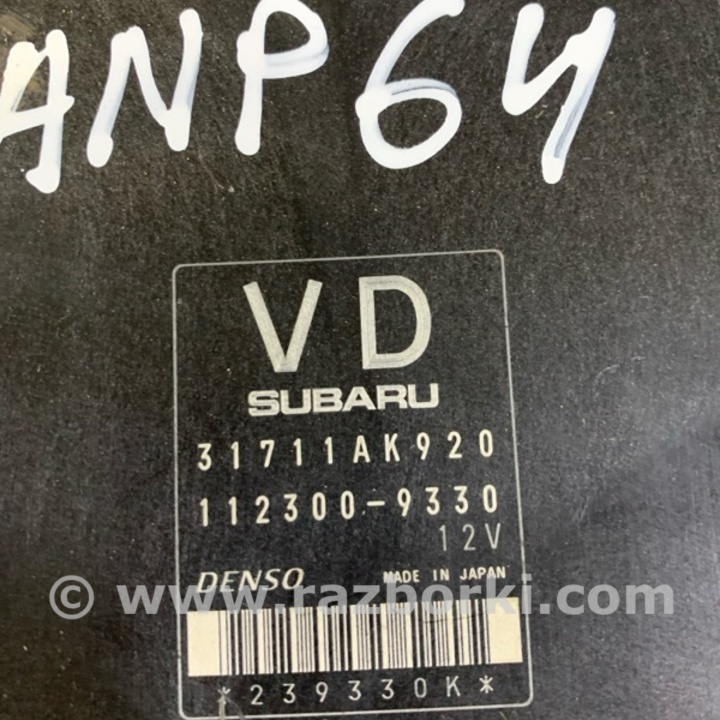 ANP64
VD
SUBARU
31711AK920
112300-9330
12V
DENSO MADE IN JAPAN
© www.razborki.com
*239330K*